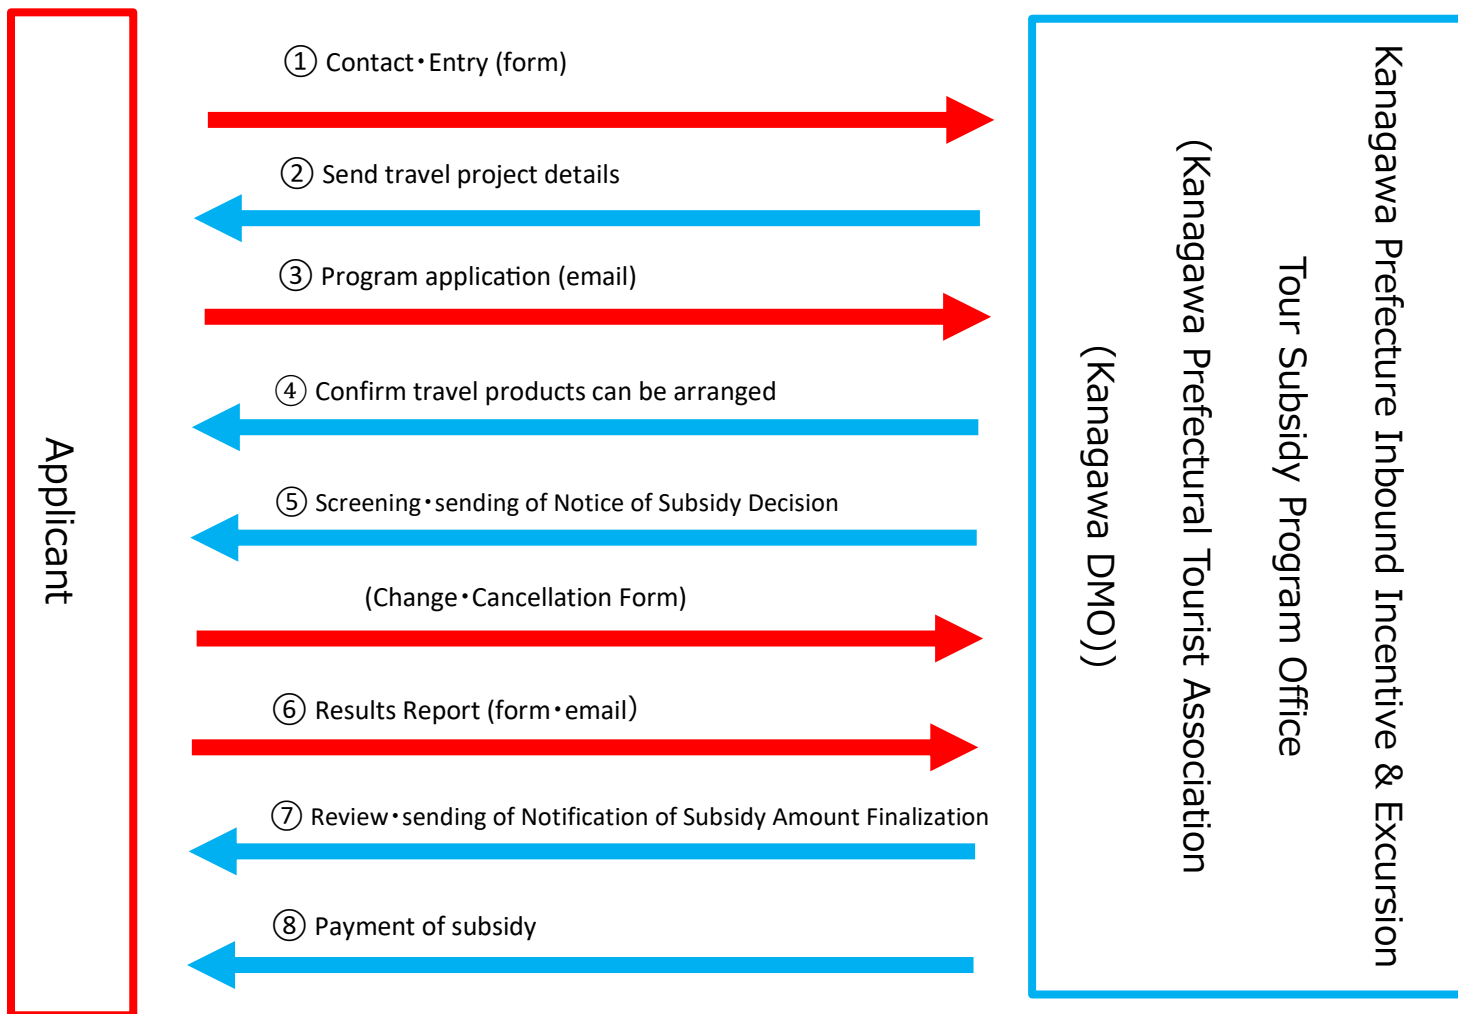 Applicant
① Contact・Entry (form)
② Send travel project details
③ Program application (email)
④ Confirm travel products can be arranged
⑤ Screening・sending of Notice of Subsidy Decision
(Change・Cancellation Form)
⑥ Results Report (form・email）
⑦ Review・sending of Notification of Subsidy Amount Finalization
⑧ Payment of subsidy
Kanagawa Prefecture Inbound Incentive & Excursion
Tour Subsidy Program Office
(Kanagawa Prefectural Tourist Association
(Kanagawa DMO))